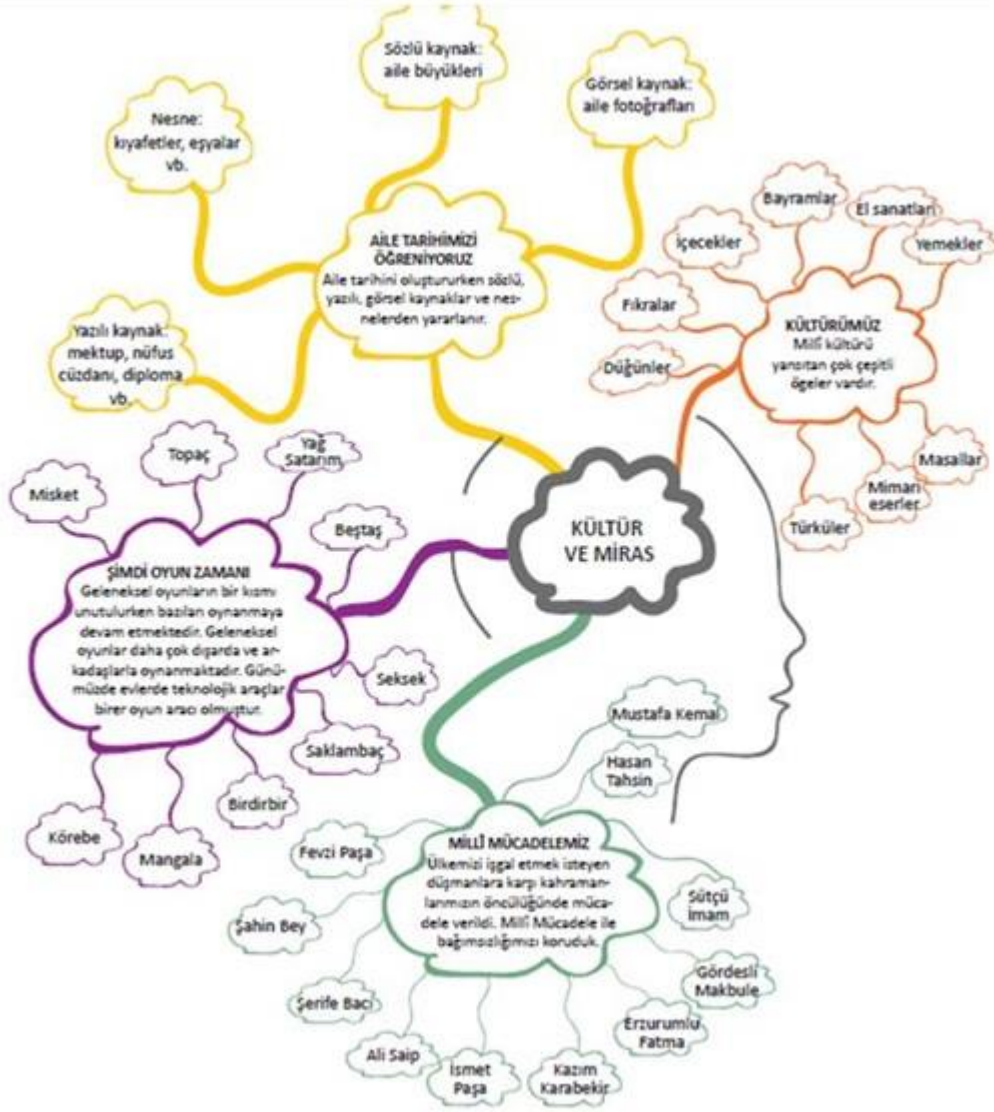 Sözlü kaynak:
aile büyükleri
Görsel kaynak:
aile fotoğrafları
Nesne:
kıyafetler, eşyalar
vb.
AİLE TARİHİMİZİ
ÖĞRENİYORUZ
Aile tarihini oluştururken sözlü,
yazılı, görsel kaynaklar ve nes-
nelerden yararlanır.
Yazılı kaynak:
mektup, nüfus
cüzdanı, diploma
vb.
Bayramlar
El sanatları
İçecekler
Yemekler
Fıkralar
KÜLTÜRÜMÜZ
Millî kültürü
yansıtan çok çeşitli
ögeler vardır.
Düğünler
Masallar
Mimari
eserler
Türküler
KÜLTÜR
VE MİRAS
Topaç
Yağ
Satarım
Misket
Beştaş
ŞİMDİ OYUN ZAMANI
Geleneksel oyunların bir kısmı
unutulurken bazıları oynanmaya
devam etmektedir. Geleneksel
oyunlar daha çok dışarda ve ar-
kadaşlarla oynanmaktadır. Günü-
müzde evlerde teknolojik araçlar
birer oyun aracı olmuştur.
Seksek
Saklambaç
Birdirbir
Körebe
Mangala
Mustafa Kemal
Hasan
Tahsin
Fevzi Paşa
MİLLÎ MÜCADELEMİZ
Ülkemizi işgal etmek isteyen
düşmanlara karşı kahraman-
larımızın öncülüğünde müca-
dele verildi. Millî Mücadele ile
bağımsızlığımızı koruduk.
Sütçü
İmam
Şahin Bey
Gördesli
Makbule
Şerife Bacı
Erzurumlu
Fatma
Ali Saip
İsmet
Paşa
Kazım
Karabekir